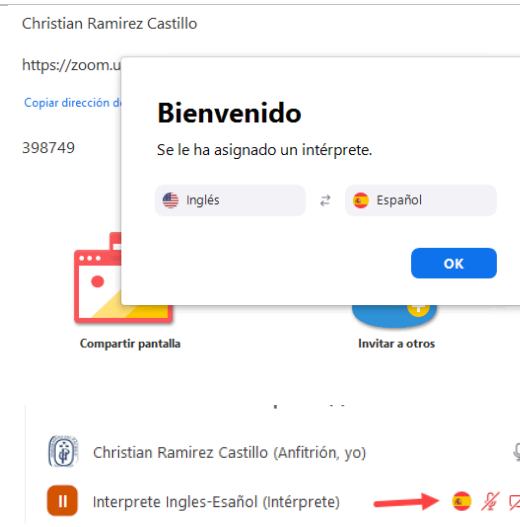 Christian Ramirez Castillo
https://zoom.u
Copiar dirección d
398749
Bienvenido
Se le ha asignado un intérprete.
Inglés
Español
OK
Compartir pantalla
Invitar a otros
Christian Ramirez Castillo (Anfitrión, yo)
II
Interprete Ingles-Esañol (Intérprete)